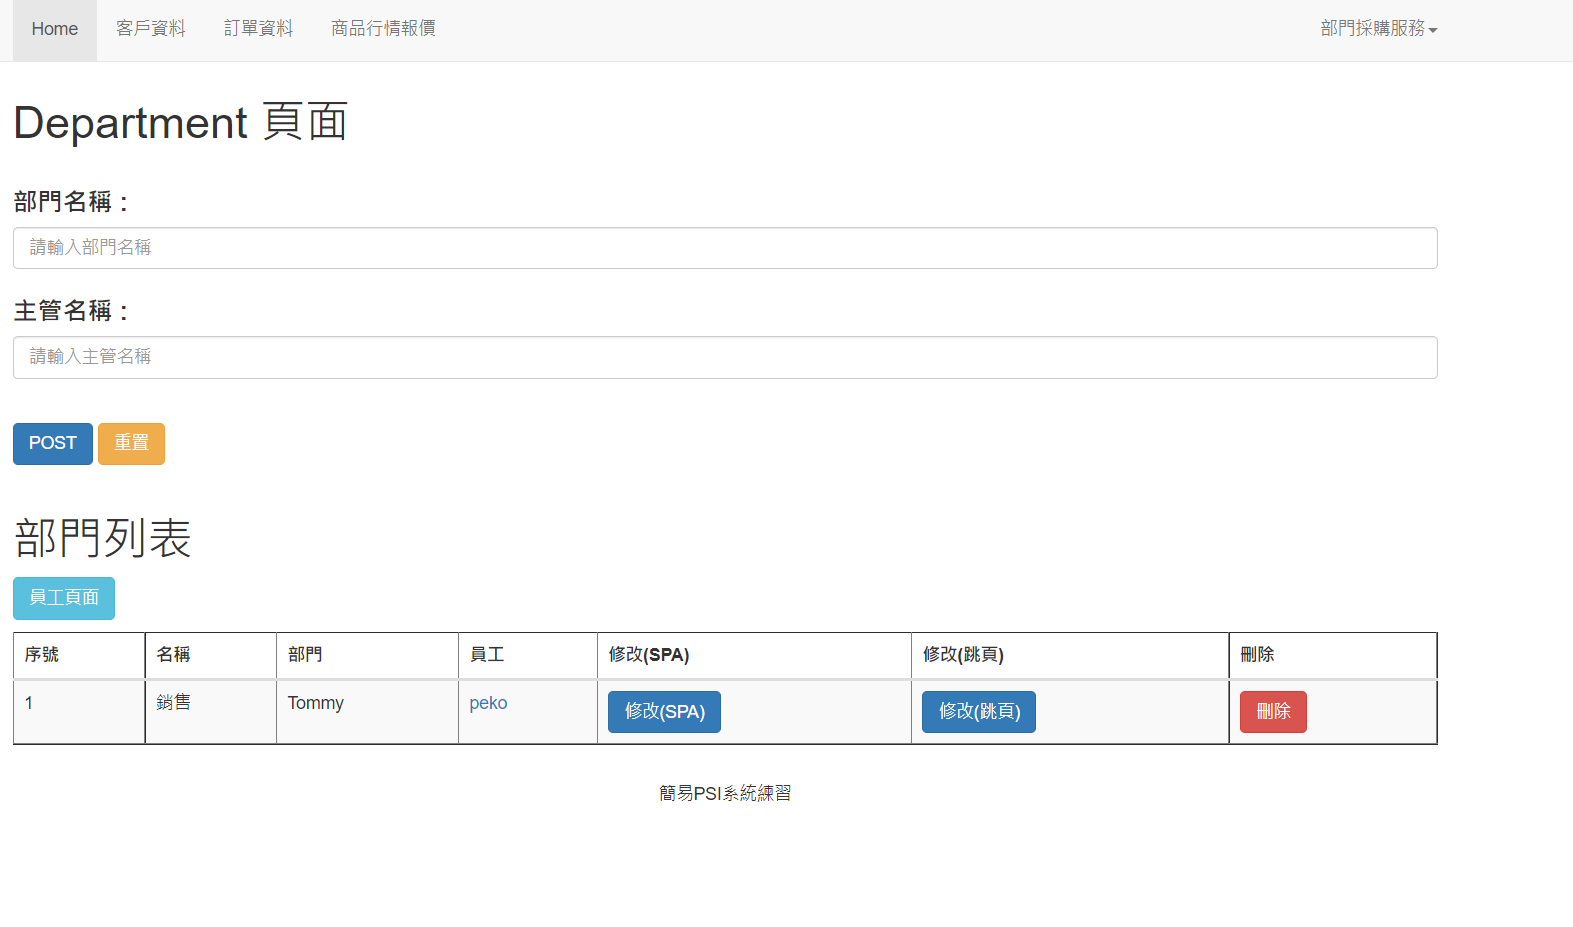 Home 客戶資料 訂單資料 商品行情報價 部門採購服務
Department 頁面
部門名稱：
請輸入部門名稱
主管名稱：
請輸入主管名稱
POST 重置
部門列表
員工頁面
序號 名稱 部門 員工 修改(SPA) 修改(跳頁) 刪除
1 銷售 Tommy peko 修改(SPA) 修改(跳頁) 刪除
簡易PSI系統練習